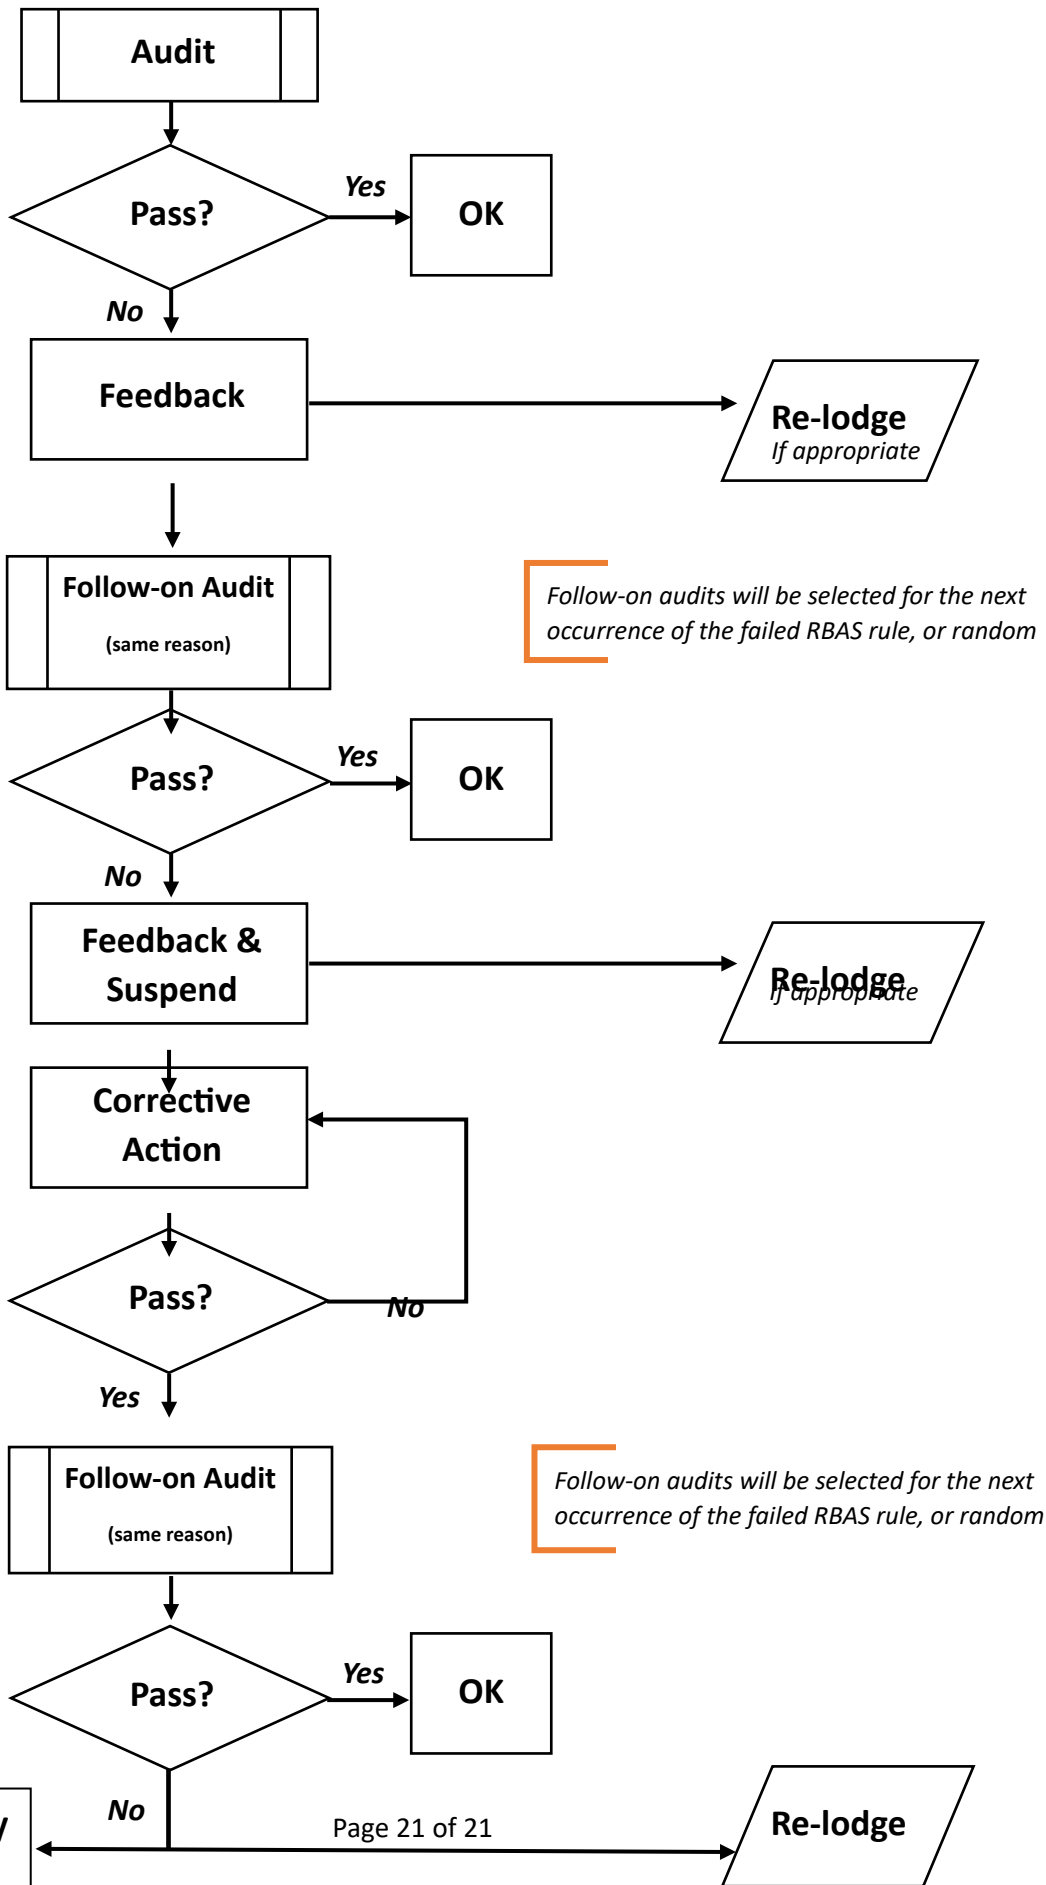 Audit
Pass?
Yes
OK
No
Feedback
Re-lodge
If appropriate
Follow-on Audit
(same reason)
Follow-on audits will be selected for the next
occurrence of the failed RBAS rule, or random
Pass?
Yes
OK
No
Feedback &
Suspend
Re-lodge
If appropriate
Corrective
Action
Pass?
No
Yes
Follow-on Audit
(same reason)
Follow-on audits will be selected for the next
occurrence of the failed RBAS rule, or random
Pass?
Yes
OK
No
Page 21 of 21
Re-lodge